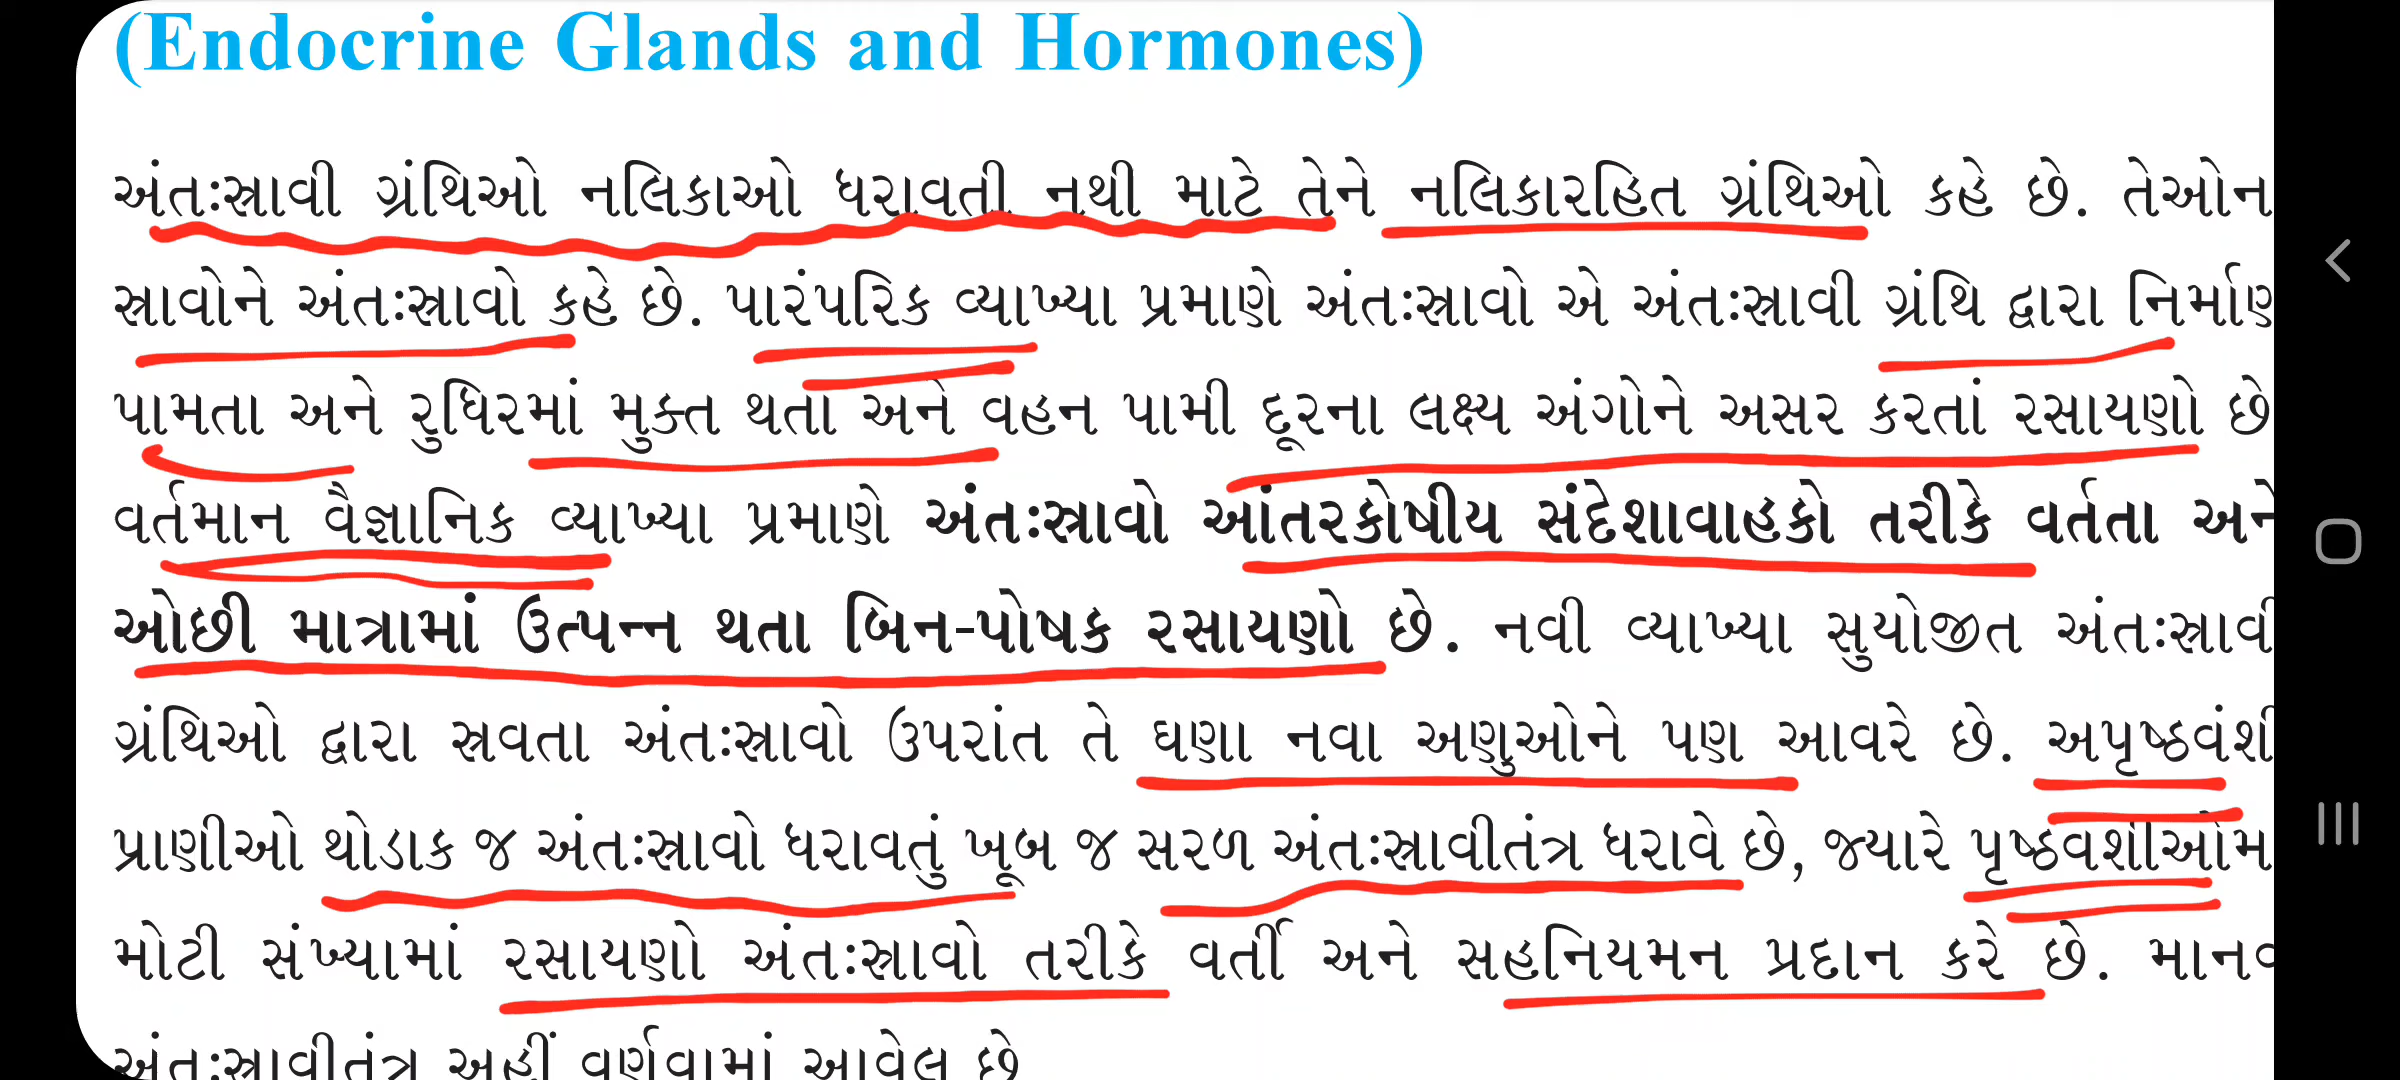 (Endocrine Glands and Hormones)
અંતઃસ્રાવી ગ્રંથિઓ નલિકાઓ ધરાવતી નથી માટે તેને નલિકારહિત ગ્રંથિઓ કહે છે. તેઓન
સ્રાવોને અંતઃસ્રાવો કહે છે. પારંપરિક વ્યાખ્યા પ્રમાણે અંતઃસ્રાવો એ અંતઃસ્રાવી ગ્રંથિ દ્વારા નિર્માણ
પામતા અને રુધિરમાં મુક્ત થતા અને વહન પામી દૂરના લક્ષ્ય અંગોને અસર કરતાં રસાયણો છે
વર્તમાન વૈજ્ઞાનિક વ્યાખ્યા પ્રમાણે અંતઃસ્રાવો આંતરકોષીય સંદેશાવાહકો તરીકે વર્તતા અને
ઓછી માત્રામાં ઉત્પન્ન થતા બિન-પોષક રસાયણો છે. નવી વ્યાખ્યા સુયોજીત અંતઃસ્રાવી
ગ્રંથિઓ દ્વારા સ્રવતા અંતઃસ્રાવો ઉપરાંત તે ઘણા નવા અણુઓને પણ આવરે છે. અપૃષ્ઠવંશી
પ્રાણીઓ થોડાક જ અંતઃસ્રાવો ધરાવતું ખૂબ જ સરળ અંતઃસ્રાવીતંત્ર ધરાવે છે, જ્યારે પૃષ્ઠવંશીઓમ
મોટી સંખ્યામાં રસાયણો અંતઃસ્રાવો તરીકે વર્તી અને સહનિયમન પ્રદાન કરે છે. માનવ
અંતઃસ્રાવીતંત્ર અહીં વર્ણવામાં આવેલ છે